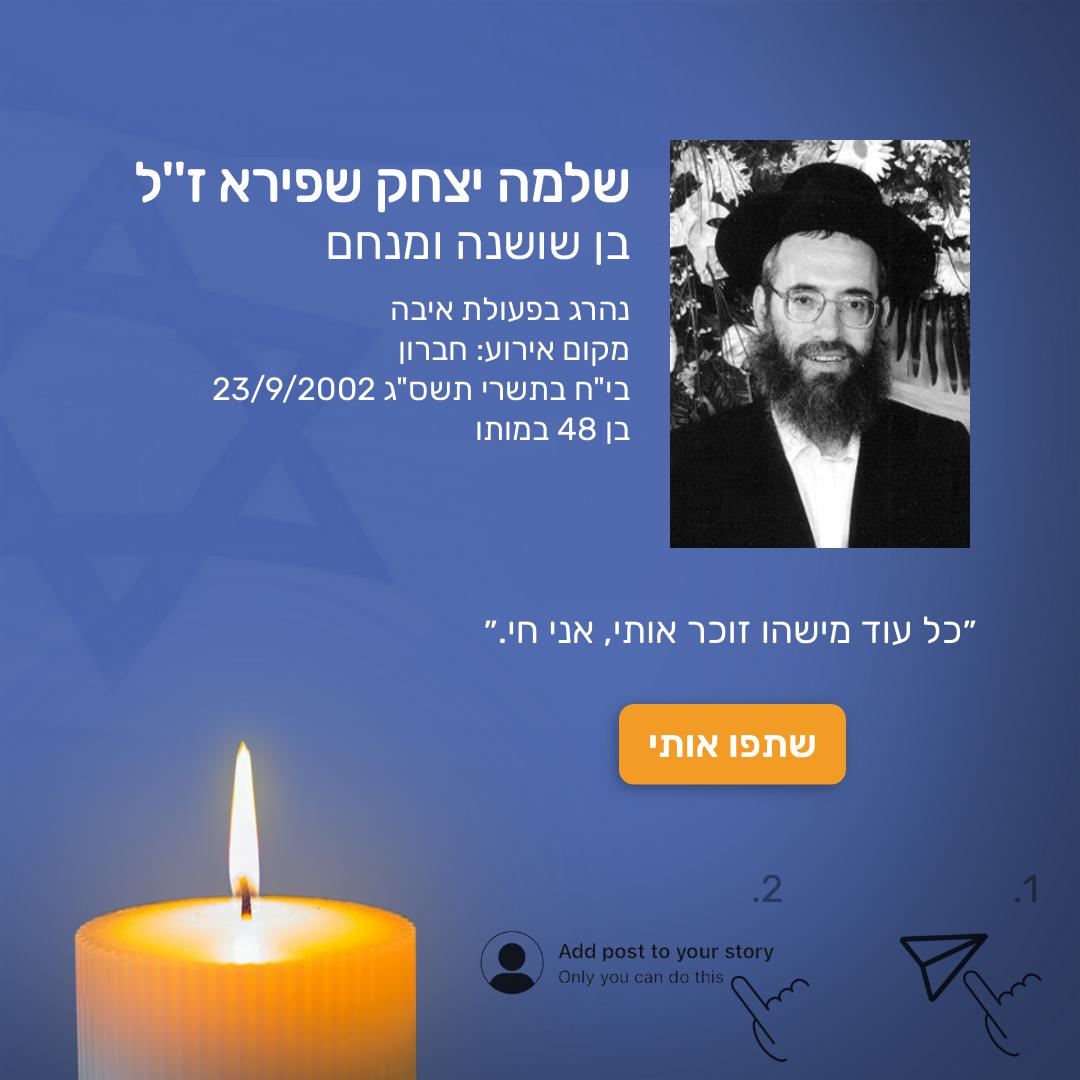 שלמה יצחק שפירא ז"ל
בן שושנה ומנחם
נהרג בפעולת איבה
מקום אירוע: חברון
בי"ח בתשרי תשס"ג 23/9/2002
בן 48 במותו
״כל עוד מישהו זוכר אותי, אני חי.״
שתפו אותי
1.
2.
Add post to your story
Only you can do this